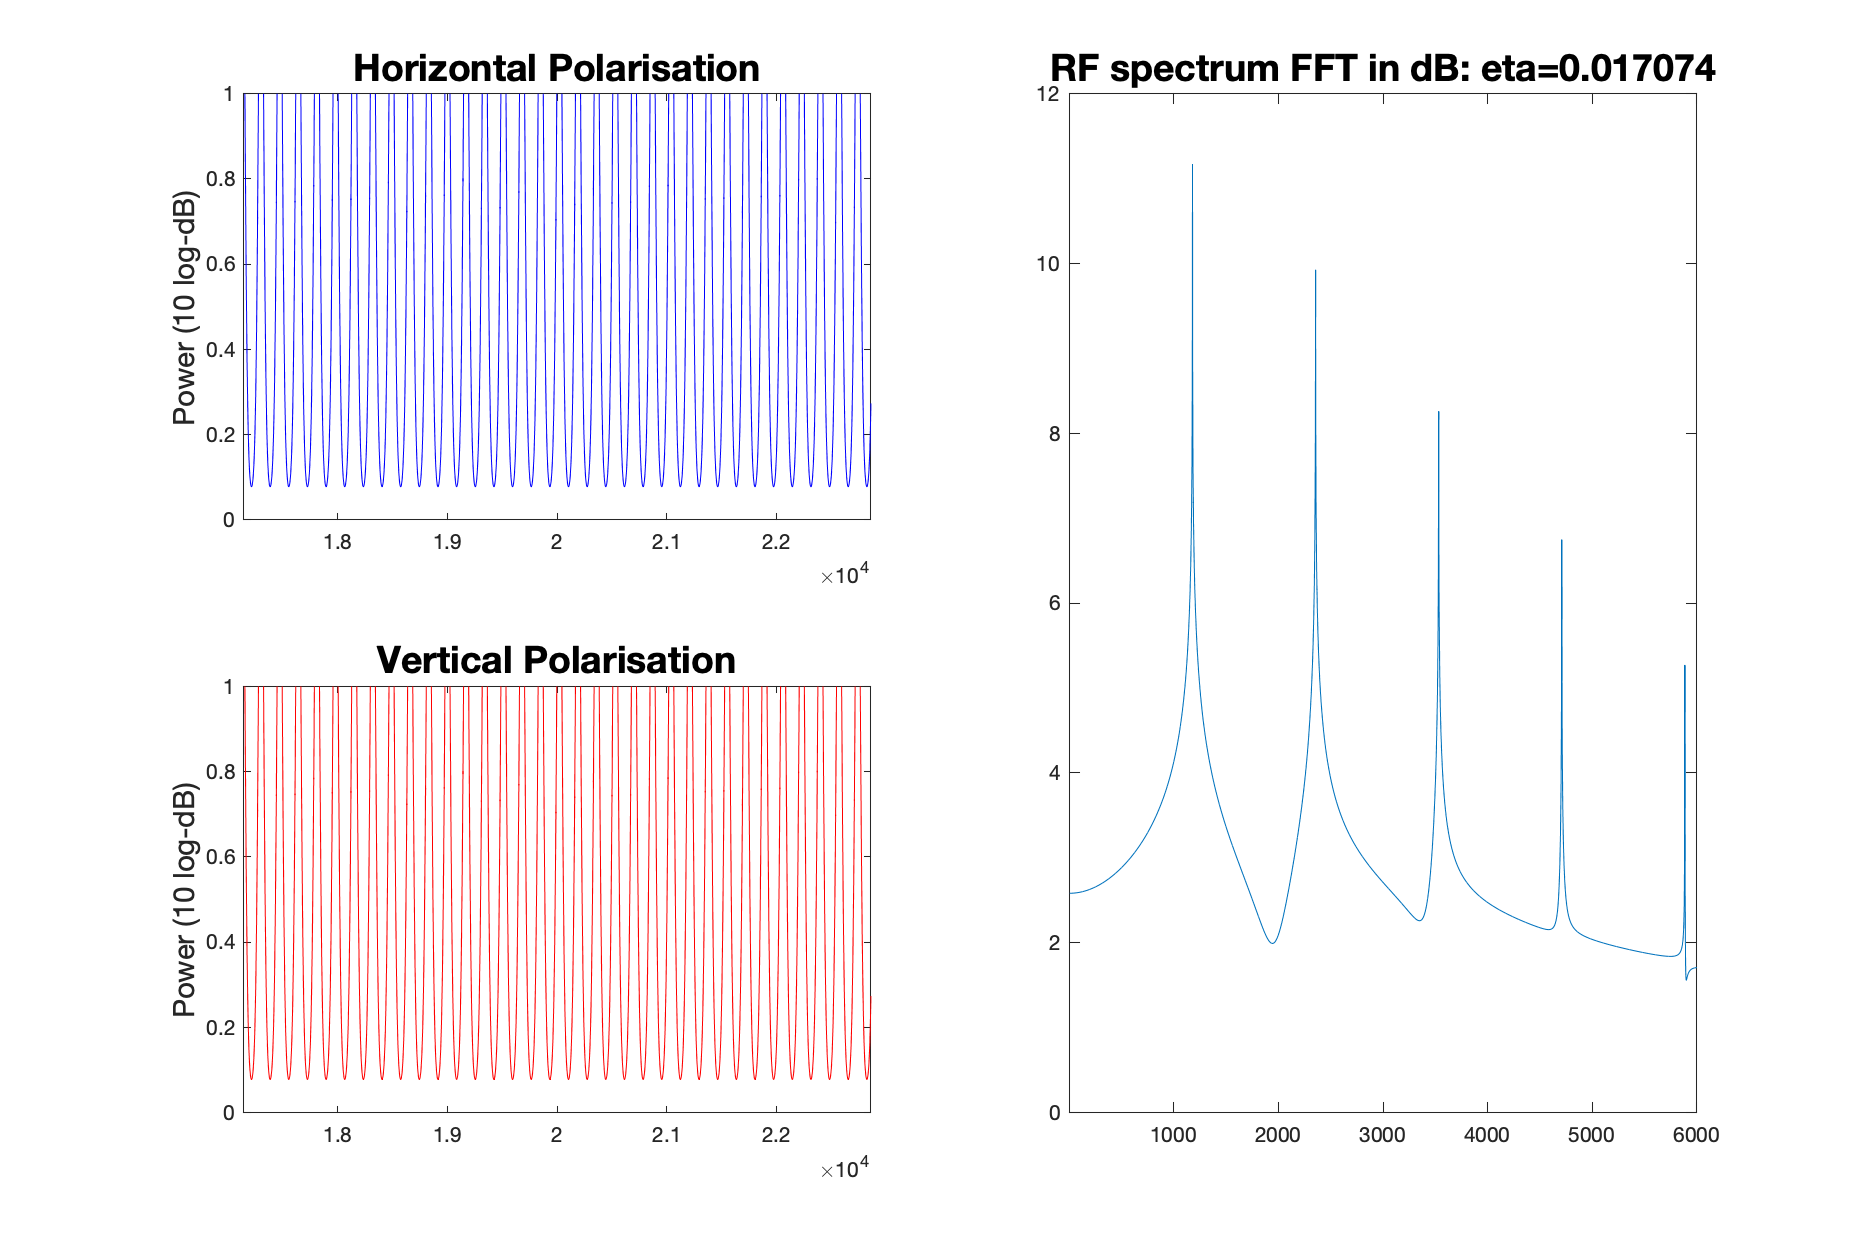 Horizontal Polarisation
Power (10 log-dB)
1
0.8
0.6
0.4
0.2
0
1.8 1.9 2 2.1 2.2
×10^4
Vertical Polarisation
Power (10 log-dB)
1
0.8
0.6
0.4
0.2
0
1.8 1.9 2 2.1 2.2
×10^4
RF spectrum FFT in dB: eta=0.017074
12
10
8
6
4
2
0
1000 2000 3000 4000 5000 6000